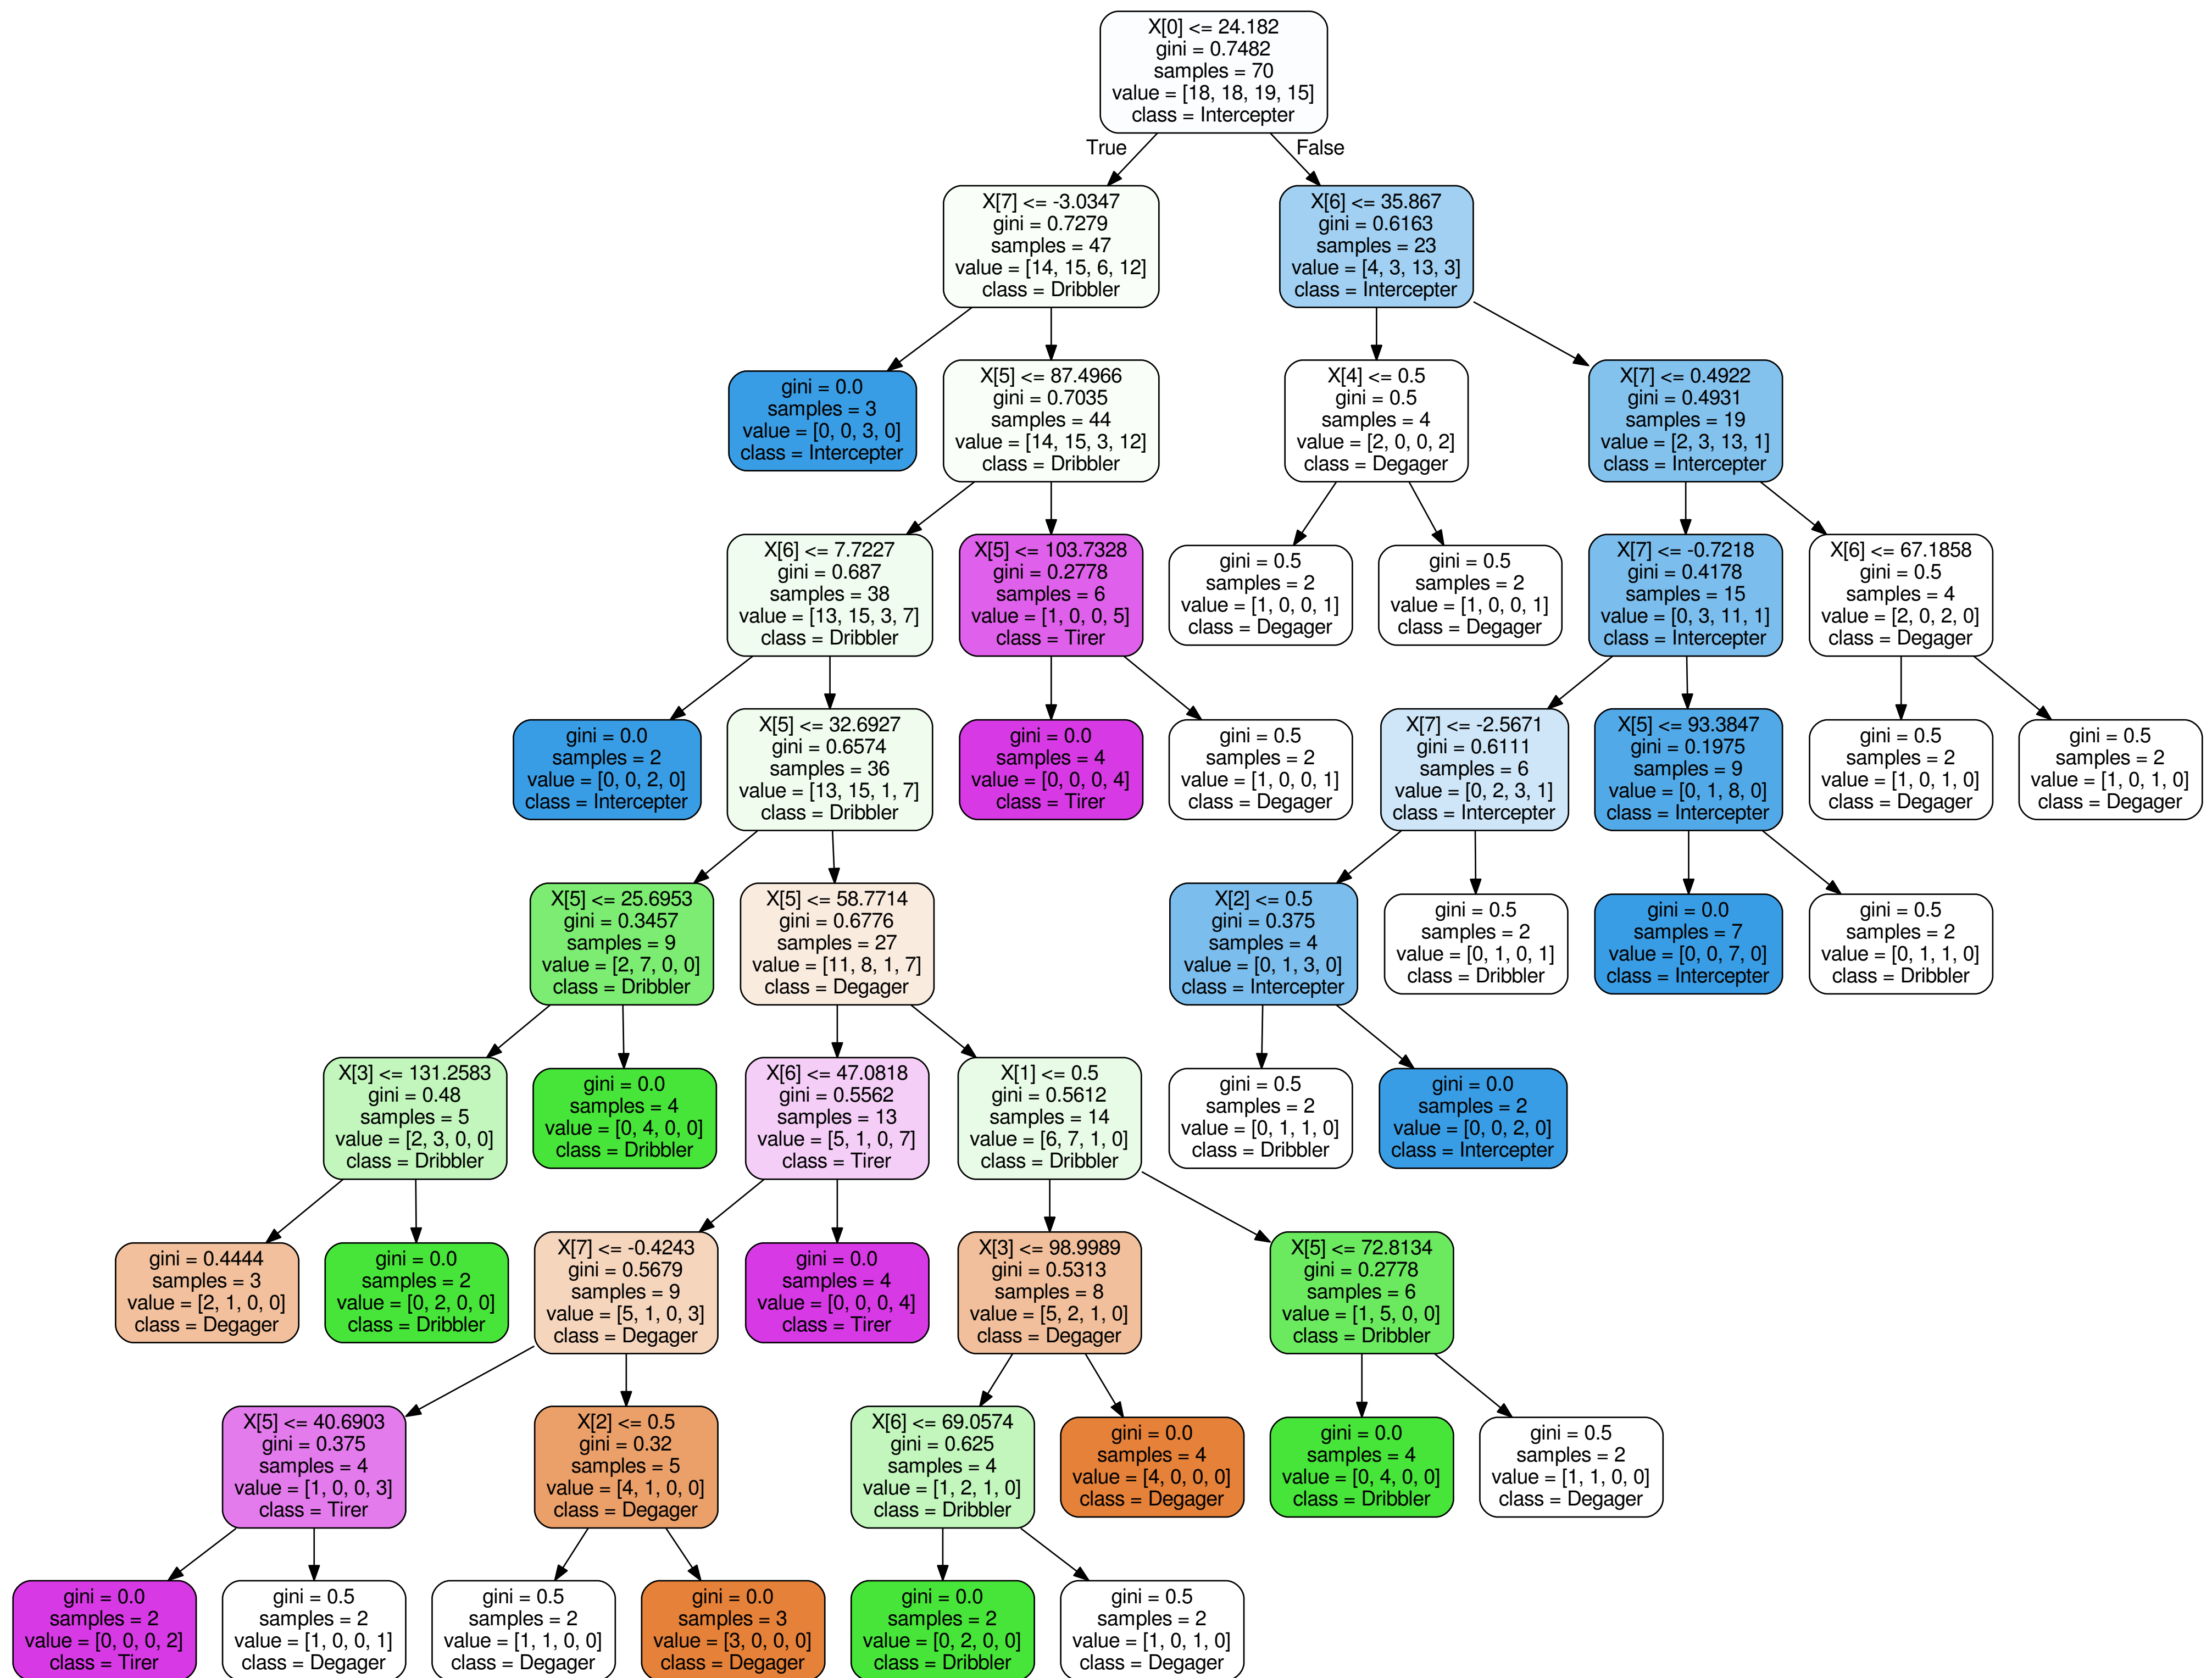 X[0] <= 24.182
gini = 0.7482
samples = 70
value = [18, 18, 19, 15]
class = Intercepter
True
False
X[7] <= -3.0347
gini = 0.7279
samples = 47
value = [14, 15, 6, 12]
class = Dribbler
X[6] <= 35.867
gini = 0.6163
samples = 23
value = [4, 3, 13, 3]
class = Intercepter
gini = 0.0
samples = 3
value = [0, 0, 3, 0]
class = Intercepter
X[5] <= 87.4966
gini = 0.7035
samples = 44
value = [14, 15, 3, 12]
class = Dribbler
X[4] <= 0.5
gini = 0.5
samples = 4
value = [2, 0, 0, 2]
class = Degager
X[7] <= 0.4922
gini = 0.4931
samples = 19
value = [2, 3, 13, 1]
class = Intercepter
X[6] <= 7.7227
gini = 0.687
samples = 38
value = [13, 15, 3, 7]
class = Dribbler
X[5] <= 103.7328
gini = 0.2778
samples = 6
value = [1, 0, 0, 5]
class = Tirer
gini = 0.5
samples = 2
value = [1, 0, 0, 1]
class = Degager
gini = 0.5
samples = 2
value = [1, 0, 0, 1]
class = Degager
X[7] <= -0.7218
gini = 0.4178
samples = 15
value = [0, 3, 11, 1]
class = Intercepter
X[6] <= 67.1858
gini = 0.5
samples = 4
value = [2, 0, 2, 0]
class = Degager
gini = 0.0
samples = 2
value = [0, 0, 2, 0]
class = Intercepter
X[5] <= 32.6927
gini = 0.6574
samples = 36
value = [13, 15, 1, 7]
class = Dribbler
gini = 0.0
samples = 4
value = [0, 0, 0, 4]
class = Tirer
gini = 0.5
samples = 2
value = [1, 0, 0, 1]
class = Degager
X[7] <= -2.5671
gini = 0.6111
samples = 6
value = [0, 2, 3, 1]
class = Intercepter
X[5] <= 93.3847
gini = 0.1975
samples = 9
value = [0, 1, 8, 0]
class = Intercepter
gini = 0.5
samples = 2
value = [1, 0, 1, 0]
class = Degager
gini = 0.5
samples = 2
value = [1, 0, 1, 0]
class = Degager
X[5] <= 25.6953
gini = 0.3457
samples = 9
value = [2, 7, 0, 0]
class = Dribbler
X[5] <= 58.7714
gini = 0.6776
samples = 27
value = [11, 8, 1, 7]
class = Degager
X[2] <= 0.5
gini = 0.375
samples = 4
value = [0, 1, 3, 0]
class = Intercepter
gini = 0.5
samples = 2
value = [0, 1, 0, 1]
class = Dribbler
gini = 0.0
samples = 7
value = [0, 0, 7, 0]
class = Intercepter
gini = 0.5
samples = 2
value = [0, 1, 1, 0]
class = Dribbler
X[3] <= 131.2583
gini = 0.48
samples = 5
value = [2, 3, 0, 0]
class = Dribbler
gini = 0.0
samples = 4
value = [0, 4, 0, 0]
class = Dribbler
X[6] <= 47.0818
gini = 0.5562
samples = 13
value = [5, 1, 0, 7]
class = Tirer
X[1] <= 0.5
gini = 0.5612
samples = 14
value = [6, 7, 1, 0]
class = Dribbler
gini = 0.5
samples = 2
value = [0, 1, 1, 0]
class = Dribbler
gini = 0.0
samples = 2
value = [0, 0, 2, 0]
class = Intercepter
gini = 0.4444
samples = 3
value = [2, 1, 0, 0]
class = Degager
gini = 0.0
samples = 2
value = [0, 2, 0, 0]
class = Dribbler
X[7] <= -0.4243
gini = 0.5679
samples = 9
value = [5, 1, 0, 3]
class = Degager
gini = 0.0
samples = 4
value = [0, 0, 0, 4]
class = Tirer
X[3] <= 98.9989
gini = 0.5313
samples = 8
value = [5, 2, 1, 0]
class = Degager
X[5] <= 72.8134
gini = 0.2778
samples = 6
value = [1, 5, 0, 0]
class = Dribbler
X[5] <= 40.6903
gini = 0.375
samples = 4
value = [1, 0, 0, 3]
class = Tirer
X[2] <= 0.5
gini = 0.32
samples = 5
value = [4, 1, 0, 0]
class = Degager
X[6] <= 69.0574
gini = 0.625
samples = 4
value = [1, 2, 1, 0]
class = Dribbler
gini = 0.0
samples = 4
value = [4, 0, 0, 0]
class = Degager
gini = 0.0
samples = 4
value = [0, 4, 0, 0]
class = Dribbler
gini = 0.5
samples = 2
value = [1, 1, 0, 0]
class = Degager
gini = 0.0
samples = 2
value = [0, 0, 0, 2]
class = Tirer
gini = 0.5
samples = 2
value = [1, 0, 0, 1]
class = Degager
gini = 0.5
samples = 2
value = [1, 1, 0, 0]
class = Degager
gini = 0.0
samples = 3
value = [3, 0, 0, 0]
class = Degager
gini = 0.0
samples = 2
value = [0, 2, 0, 0]
class = Dribbler
gini = 0.5
samples = 2
value = [1, 0, 1, 0]
class = Degager